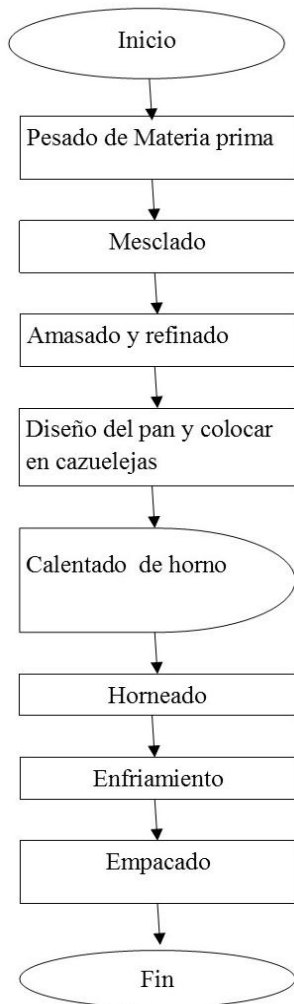 Inicio
Pesado de Materia prima
Mesclado
Amasado y refinado
Diseño del pan y colocar
en cazuelejas
Calentado de horno
Horneado
Enfriamiento
Empacado
Fin